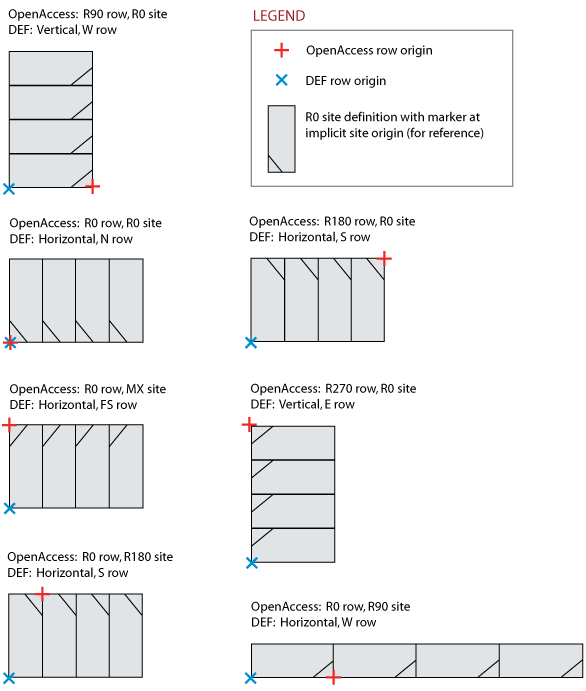 OpenAccess: R90 row, R0 site
DEF: Vertical, W row
LEGEND
OpenAccess row origin
DEF row origin
R0 site definition with marker at
implicit site origin (for reference)
OpenAccess: R0 row, R0 site
DEF: Horizontal, N row
OpenAccess: R180 row, R0 site
DEF: Horizontal, S row
OpenAccess: R0 row, MX site
DEF: Horizontal, FS row
OpenAccess: R270 row, R0 site
DEF: Vertical, E row
OpenAccess: R0 row, R180 site
DEF: Horizontal, S row
OpenAccess: R0 row, R90 site
DEF: Horizontal, W row